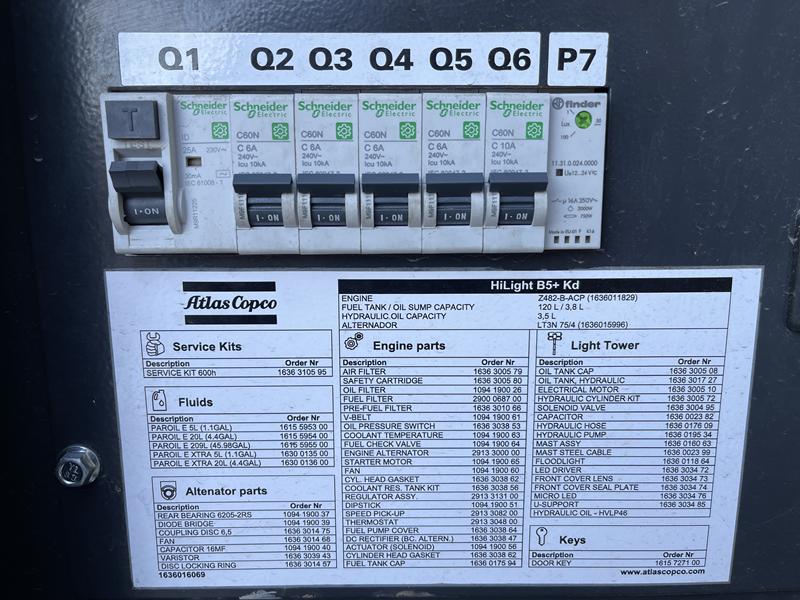 Q1 Q2 Q3 Q4 Q5 Q6 P7
Schneider Electric Schneider Electric Schneider Electric Schneider Electric Schneider Electric finder
T
ID C60N C60N C60N C60N C60N
25A 230V~ C 6A C 6A C 6A C 6A C 10A
240V~ 240V~ 240V~ 240V~ 240V~
Icu 10kA Icu 10kA Icu 10kA Icu 10kA Icu 10kA
30mA
IEC 61008-1
Lux
11.31.0.024.0000
16A 250V~
I·ON I·ON I·ON I·ON I·ON I·ON
Atlas Copco
HiLight B5+ Kd
ENGINE Z482-B-ACP (1636011829)
FUEL TANK / OIL SUMP CAPACITY 120 L / 3,8 L
HYDRAULIC.OIL CAPACITY 3,5 L
ALTERNADOR LT3N 75/4 (1636015996)
Service Kits
Description Order Nr
SERVICE KIT 600h 1636 3105 95
Fluids
Description Order Nr
PAROIL E 5L (1.1GAL) 1615 5953 00
PAROIL E 20L (4.4GAL) 1615 5954 00
PAROIL E 209L (45.98GAL) 1615 5955 00
PAROIL E XTRA 5L (1.1GAL) 1630 0135 00
PAROIL E XTRA 20L (4.4GAL) 1630 0136 00
Altenator parts
Description Order Nr
REAR BEARING 6205-2RS 1094 1900 37
DIODE BRIDGE 1094 1900 39
COUPLING DISC 6,5 1636 3014 75
FAN 1636 3014 68
CAPACITOR 16MF 1094 1900 40
VARISTOR 1636 3039 43
DISC LOCKING RING 1636 3014 57
1636016069
Engine parts
Description Order Nr
AIR FILTER 1636 3005 79
SAFETY CARTRIDGE 1636 3005 80
OIL FILTER 1094 1900 26
FUEL FILTER 2900 0687 00
PRE-FUEL FILTER 1636 3010 66
V-BELT 1094 1900 61
OIL PRESSURE SWITCH 1636 3038 53
COOLANT TEMPERATURE 1094 1900 63
FUEL CHECK VALVE 1094 1900 64
ENGINE ALTERNATOR 2913 3000 00
STARTER MOTOR 1094 1900 65
FAN 1094 1900 60
CYL. HEAD GASKET 1636 3038 62
COOLANT RES. TANK KIT 1636 3038 56
REGULATOR ASSY. 2913 3131 00
DIPSTICK 1094 1900 51
SPEED PICK-UP 2913 3082 00
THERMOSTAT 2913 3048 00
FUEL PUMP COVER 1636 3038 64
DC RECTIFIER (BC. ALTERN.) 1636 3038 47
ACTUATOR (SOLENOID) 1094 1900 56
CYLINDER HEAD GASKET 1636 3038 62
FUEL TANK CAP 1636 0175 94
Light Tower
Description Order Nr
OIL TANK CAP 1636 3005 08
OIL TANK, HYDRAULIC 1636 3017 27
ELECTRICAL MOTOR 1636 3005 10
HYDRAULIC CYLINDER KIT 1636 3005 72
SOLENOID VALVE 1636 3004 95
CAPACITOR 1636 0023 82
HYDRAULIC HOSE 1636 0176 09
HYDRAULIC PUMP 1636 0195 34
MAST ASSY 1636 0160 63
MAST STEEL CABLE 1636 0023 99
FLOODLIGHT 1636 0118 64
LED DRIVER 1636 3034 72
FRONT COVER LENS 1636 3034 73
FRONT COVER SEAL PLATE 1636 3034 74
MICRO LED 1636 3034 76
U-SUPPORT 1636 3034 85
HYDRAULIC OIL - HVLP46
Keys
Description Order Nr
DOOR KEY 1615 7271 00
www.atlascopco.com